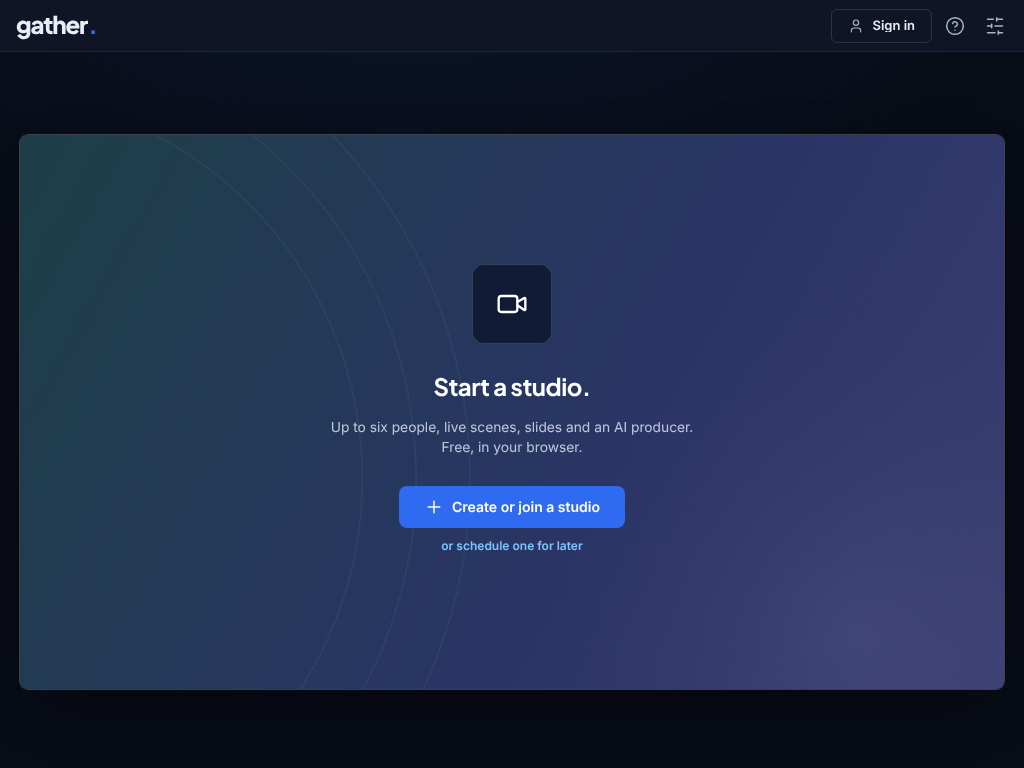 gather.
Sign in
Start a studio.
Up to six people, live scenes, slides and an AI producer.
Free, in your browser.
Create or join a studio
or schedule one for later